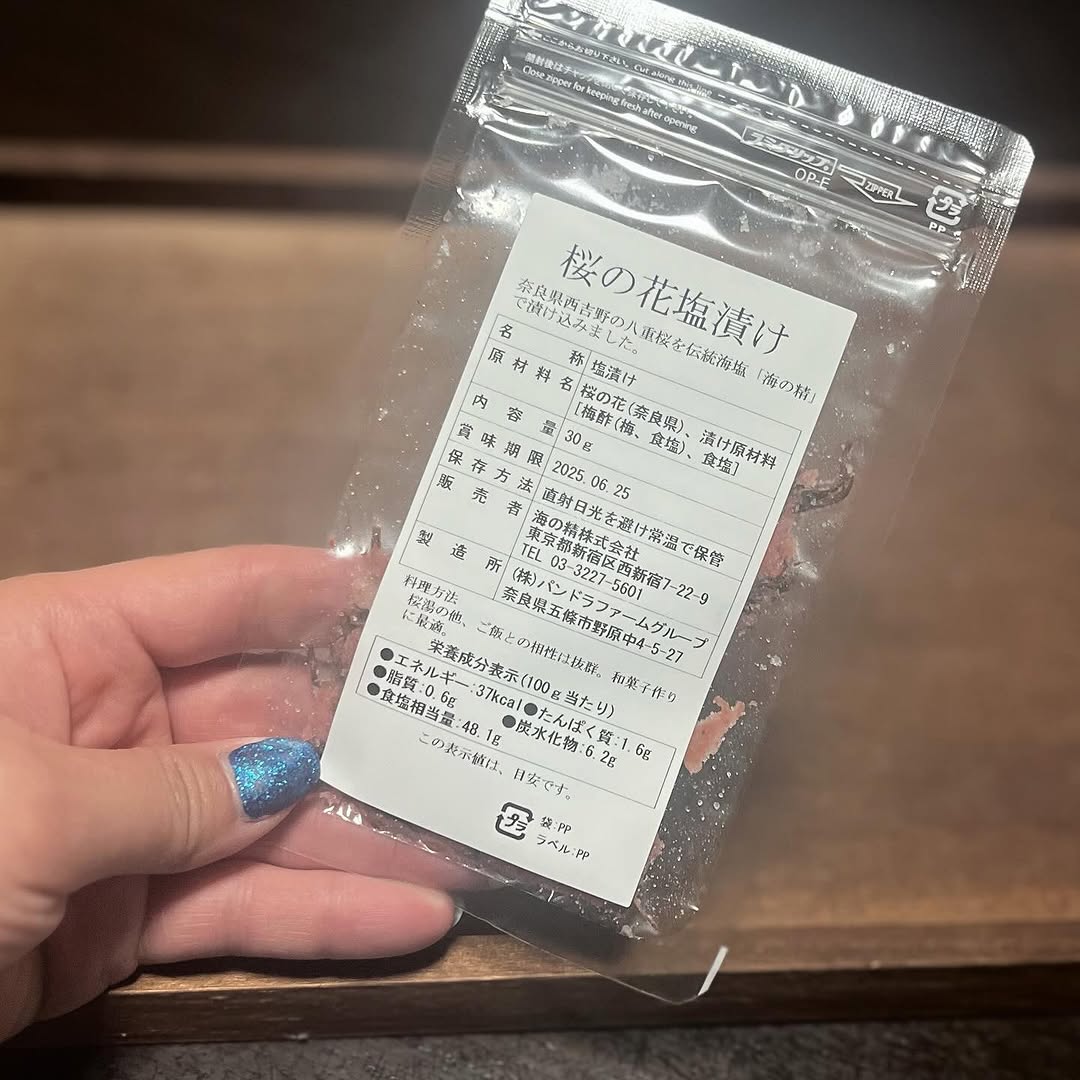 ここからお切り下さい。 Cut along this line
開封後はチャックを
Close zipper for keeping fresh after opening
ラミジップ®
OP-E
ZIPPER
プラ
PP
桜の花塩漬け
奈良県西吉野の八重桜を伝統海塩「海の精」
で漬け込みました。
名称 塩漬け
原材料名 桜の花(奈良県)、漬け原材料
[梅酢(梅、食塩)、食塩]
内容量 30g
賞味期限 2025.06.25
保存方法 直射日光を避け常温で保管
販売者 海の精株式会社
東京都新宿区西新宿7-22-9
TEL 03-3227-5601
製造所 (株)パンドラファームグループ
奈良県五條市野原中4-5-27
料理方法
桜湯の他、ご飯との相性は抜群。和菓子作り
に最適。
栄養成分表示(100g当たり)
●エネルギー:37kcal ●たんぱく質:1.6g
●脂質:0.6g ●炭水化物:6.2g
●食塩相当量:48.1g
この表示値は、目安です。
プラ 袋:PP
ラベル:PP